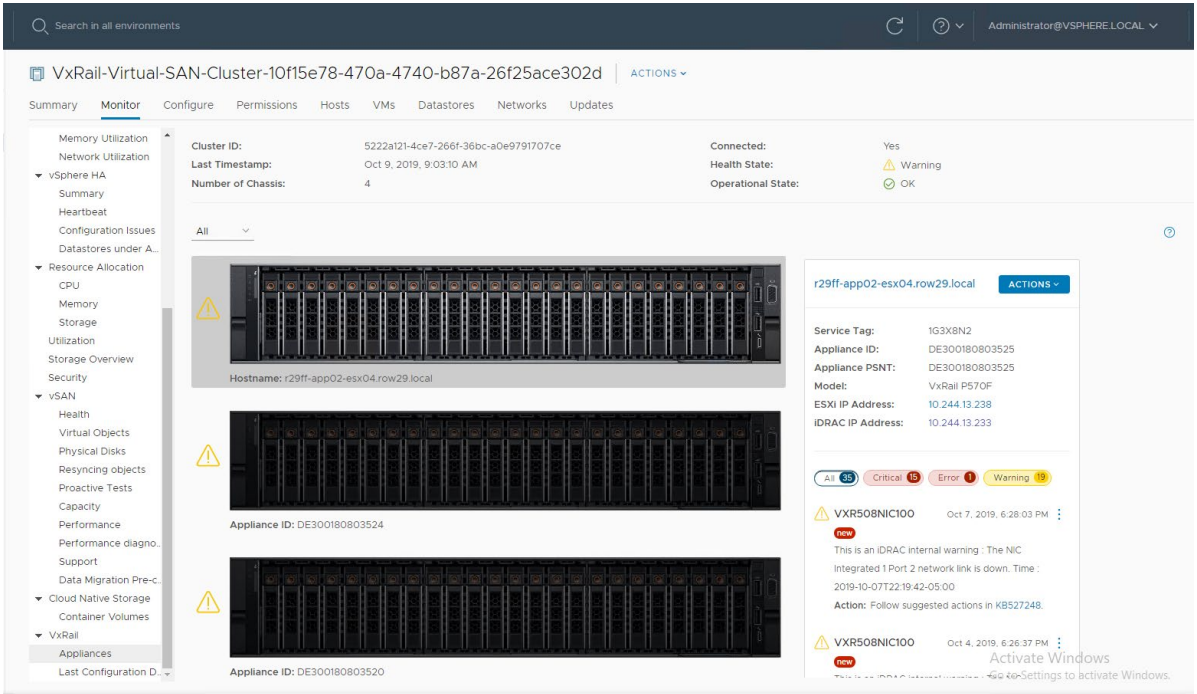 Search in all environments
Administrator@VSPHERE.LOCAL
VxRail-Virtual-SAN-Cluster-10f15e78-470a-4740-b87a-26f25ace302d
ACTIONS
Summary Monitor Configure Permissions Hosts VMs Datastores Networks Updates
Memory Utilization
Network Utilization
vSphere HA
Summary
Heartbeat
Configuration Issues
Datastores under A...
Resource Allocation
CPU
Memory
Storage
Utilization
Storage Overview
Security
vSAN
Health
Virtual Objects
Physical Disks
Resyncing objects
Proactive Tests
Capacity
Performance
Performance diagno..
Support
Data Migration Pre-c..
Cloud Native Storage
Container Volumes
VxRail
Appliances
Last Configuration D...
Cluster ID: 5222a121-4ce7-266f-36bc-a0e9791707ce
Last Timestamp: Oct 9, 2019, 9:03:10 AM
Number of Chassis: 4
Connected: Yes
Health State: Warning
Operational State: OK
All
Hostname: r29ff-app02-esx04.row29.local
Appliance ID: DE300180803524
Appliance ID: DE300180803520
r29ff-app02-esx04.row29.local
ACTIONS
Service Tag: 1G3X8N2
Appliance ID: DE300180803525
Appliance PSNT: DE300180803525
Model: VxRail P570F
ESXi IP Address: 10.244.13.238
iDRAC IP Address: 10.244.13.233
All 35 Critical 15 Error 1 Warning 19
VXR508NIC100 Oct 7, 2019, 6:28:03 PM
new
This is an iDRAC internal warning : The NIC
Integrated 1 Port 2 network link is down. Time :
2019-10-07T22:19:42-05:00
Action: Follow suggested actions in KB527248.
VXR508NIC100 Oct 4, 2019, 6:26:37 PM
new
Activate Windows
Go to Settings to activate Windows.